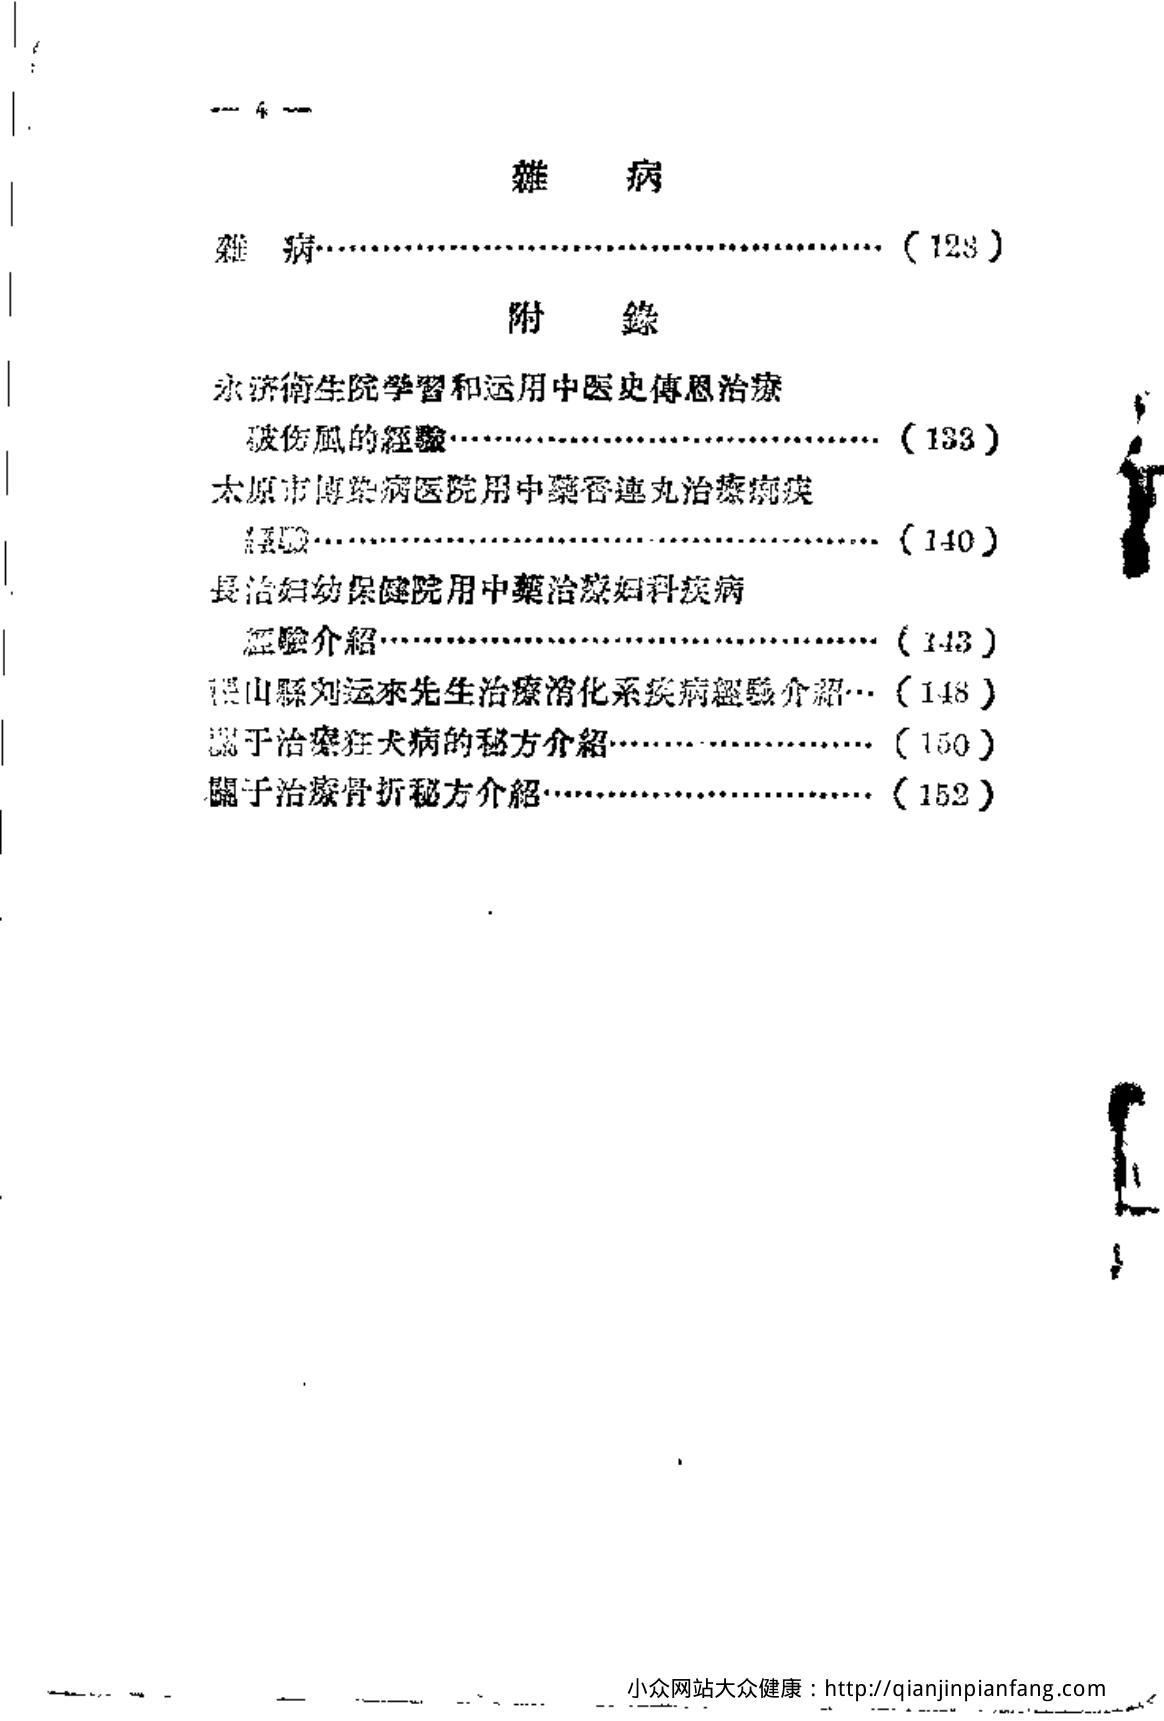 — 4 —
雜 病
雜 病……………………………………………（128）
附 錄
永济衛生院學習和运用中医史傳恩治療
破伤風的經驗…………………………………（133）
太原市傳染病医院用中藥香連丸治療痢疾
經驗……………………………………………（140）
長治妇幼保健院用中藥治療妇科疾病
經驗介紹………………………………………（143）
稷山縣刘运來先生治療消化系疾病經驗介紹…（148）
關于治療狂犬病的秘方介紹……………………（150）
關于治療骨折秘方介紹…………………………（152）
小众网站大众健康：http://qianjinpianfang.com